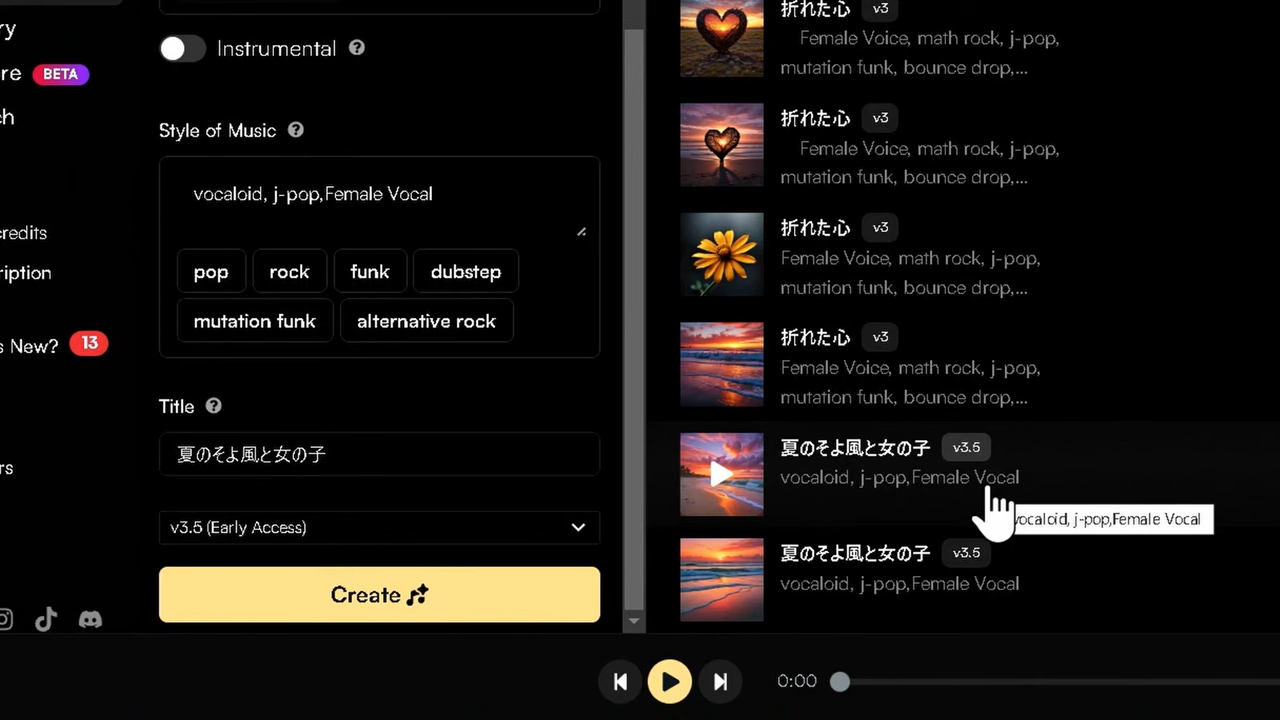 ry
re BETA
ch
credits
ription
s New? 13
rs
Instrumental ?
Style of Music ?
vocaloid, j-pop,Female Vocal
pop rock funk dubstep
mutation funk alternative rock
Title ?
夏のそよ風と女の子
v3.5 (Early Access)
Create
折れた心 v3
Female Voice, math rock, j-pop,
mutation funk, bounce drop,...
折れた心 v3
Female Voice, math rock, j-pop,
mutation funk, bounce drop,...
折れた心 v3
Female Voice, math rock, j-pop,
mutation funk, bounce drop,...
折れた心 v3
Female Voice, math rock, j-pop,
mutation funk, bounce drop,...
夏のそよ風と女の子 v3.5
vocaloid, j-pop,Female Vocal
vocaloid, j-pop,Female Vocal
夏のそよ風と女の子 v3.5
vocaloid, j-pop,Female Vocal
0:00